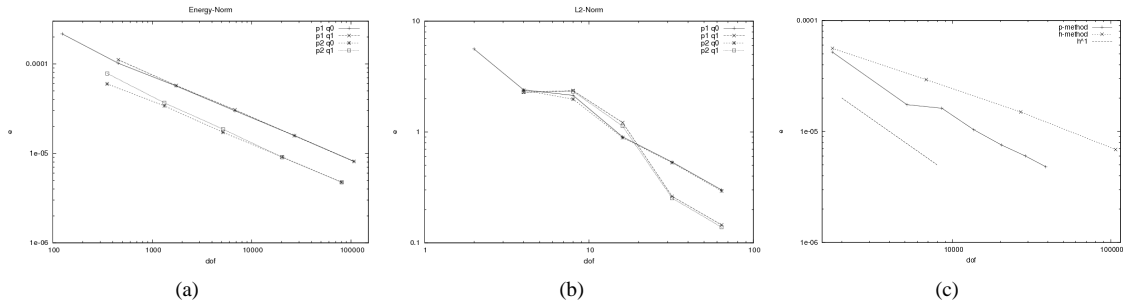 Energy-Norm
p1 q0
p1 q1
p2 q0
p2 q1
0.0001
1e-05
1e-06
e
100
1000
10000
100000
dof
(a)
L2-Norm
p1 q0
p1 q1
p2 q0
p2 q1
10
1
0.1
e
1
10
100
dof
(b)
p-method
h-method
h^1
0.0001
1e-05
1e-06
e
10000
100000
dof
(c)